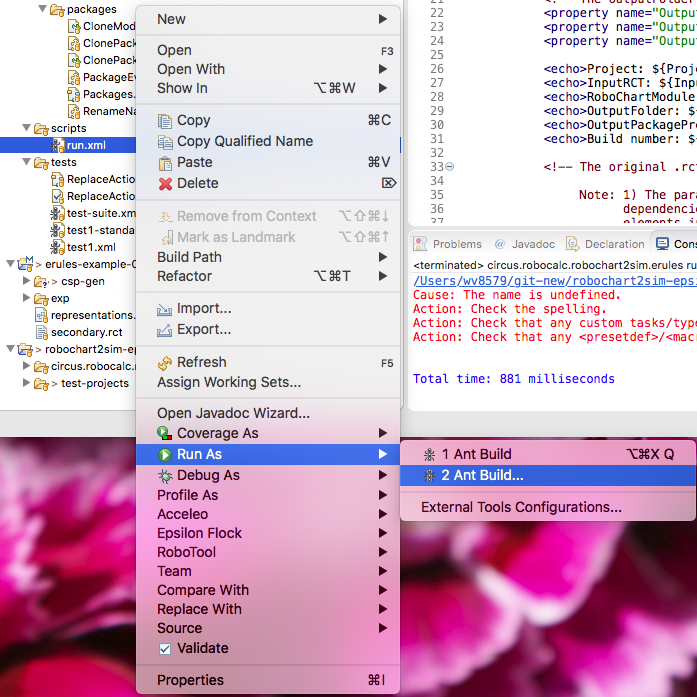 packages
CloneMod
ClonePack
ClonePack
PackageEv
Packages.
RenameNa
scripts
run.xml
tests
ReplaceActio
ReplaceActio
test-suite.xm
test1-standa
test1.xml
erules-example-0
> csp-gen
exp
representations.
secondary.rct
> robochart2sim-ep
circus.robocalc.
> test-projects
New
Open F3
Open With
Show In ⌥⌘W
Copy ⌘C
Copy Qualified Name
Paste ⌘V
Delete ⌦
Remove from Context ⌥⇧⌘↓
Mark as Landmark ⌥⇧⌘↑
Build Path
Refactor ⌥⌘T
Import...
Export...
Refresh F5
Assign Working Sets...
Open Javadoc Wizard...
Coverage As
Run As
Debug As
Profile As
Acceleo
Epsilon Flock
RoboTool
Team
Compare With
Replace With
Source
Validate
Properties ⌘I
1 Ant Build ⌥⌘X Q
2 Ant Build...
External Tools Configurations...
22 <property name="Outpu
23 <property name="Outpu
24 <property name="Outpu
25
26 <echo>Project: ${Proj
27 <echo>InputRCT: ${Inp
28 <echo>RoboChartModule
29 <echo>OutputFolder: $
30 <echo>OutputPackagePr
31 <echo>Build number: $
32
33 <!-- The original .rct
34
35 Note: 1) The para
36 dependencie
37 elements in
Problems @ Javadoc Declaration Cons
<terminated> circus.robocalc.robochart2sim.erules ru
/Users/wv8579/git-new/robochart2sim-epsi
Cause: The name is undefined.
Action: Check the spelling.
Action: Check that any custom tasks/type
Action: Check that any <presetdef>/<mac
Total time: 881 milliseconds